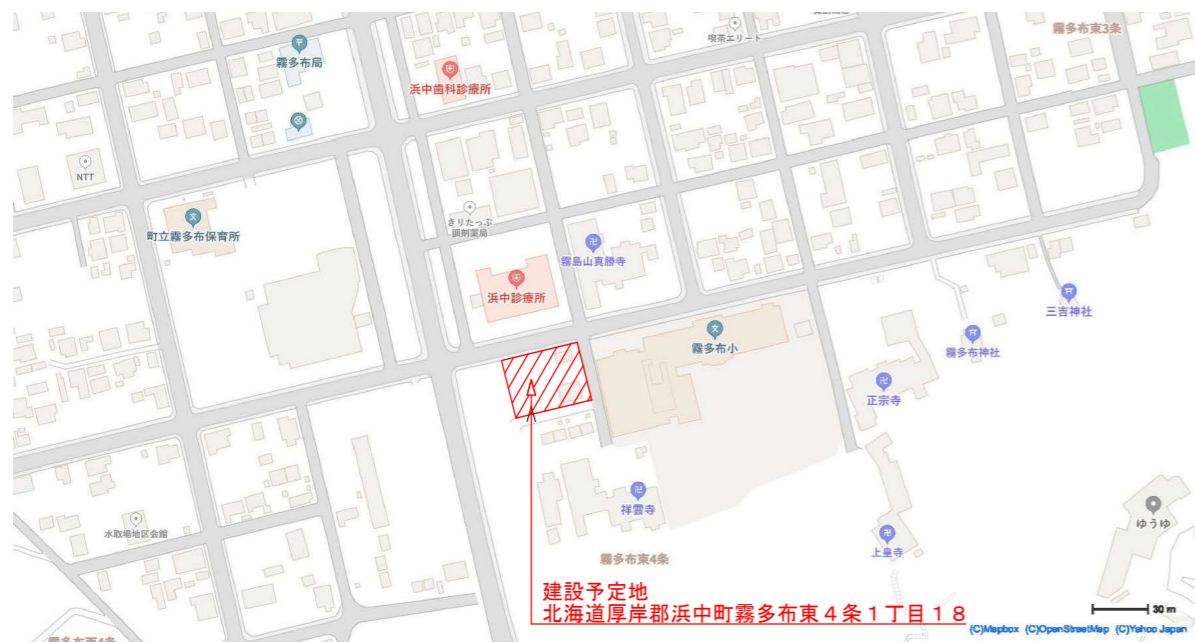 喫茶エリート
霧多布東3条
霧多布局
浜中歯科診療所
NTT
町立霧多布保育所
きりたっぷ
調剤薬局
霧島山真勝寺
浜中診療所
三吉神社
霧多布小
霧多布神社
正宗寺
祥雲寺
ゆうゆ
水取場地区会館
上皇寺
霧多布東4条
建設予定地
北海道厚岸郡浜中町霧多布東４条１丁目１８
30 m
(C)Mapbox (C)OpenStreetMap (C)Yahoo Japan